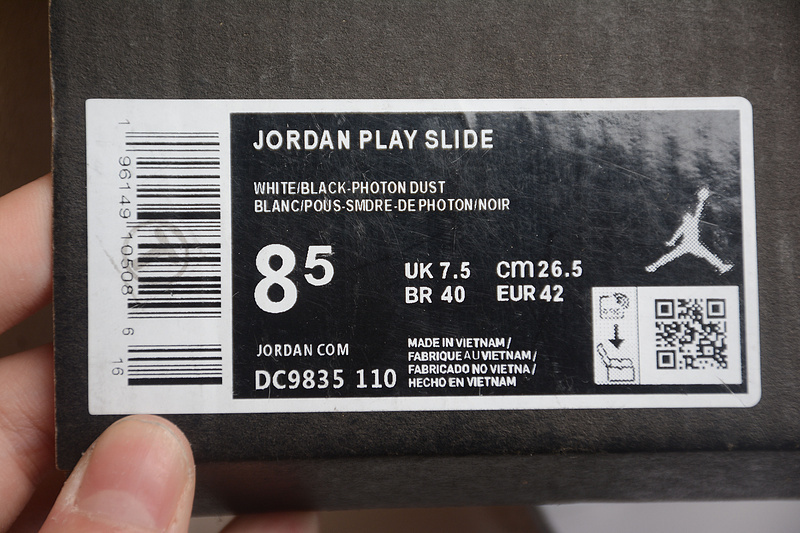 JORDAN PLAY SLIDE
WHITE/BLACK-PHOTON DUST
BLANC/POUS-SMDRE-DE PHOTON/NOIR
8 5
UK 7.5 cm 26.5
BR 40 EUR 42
JORDAN COM
DC9835 110
MADE IN VIETNAM /
FABRIQUE AU VIETNAM /
FABRICADO NO VIETNA /
HECHO EN VIETNAM
1 96149 10508 6 16